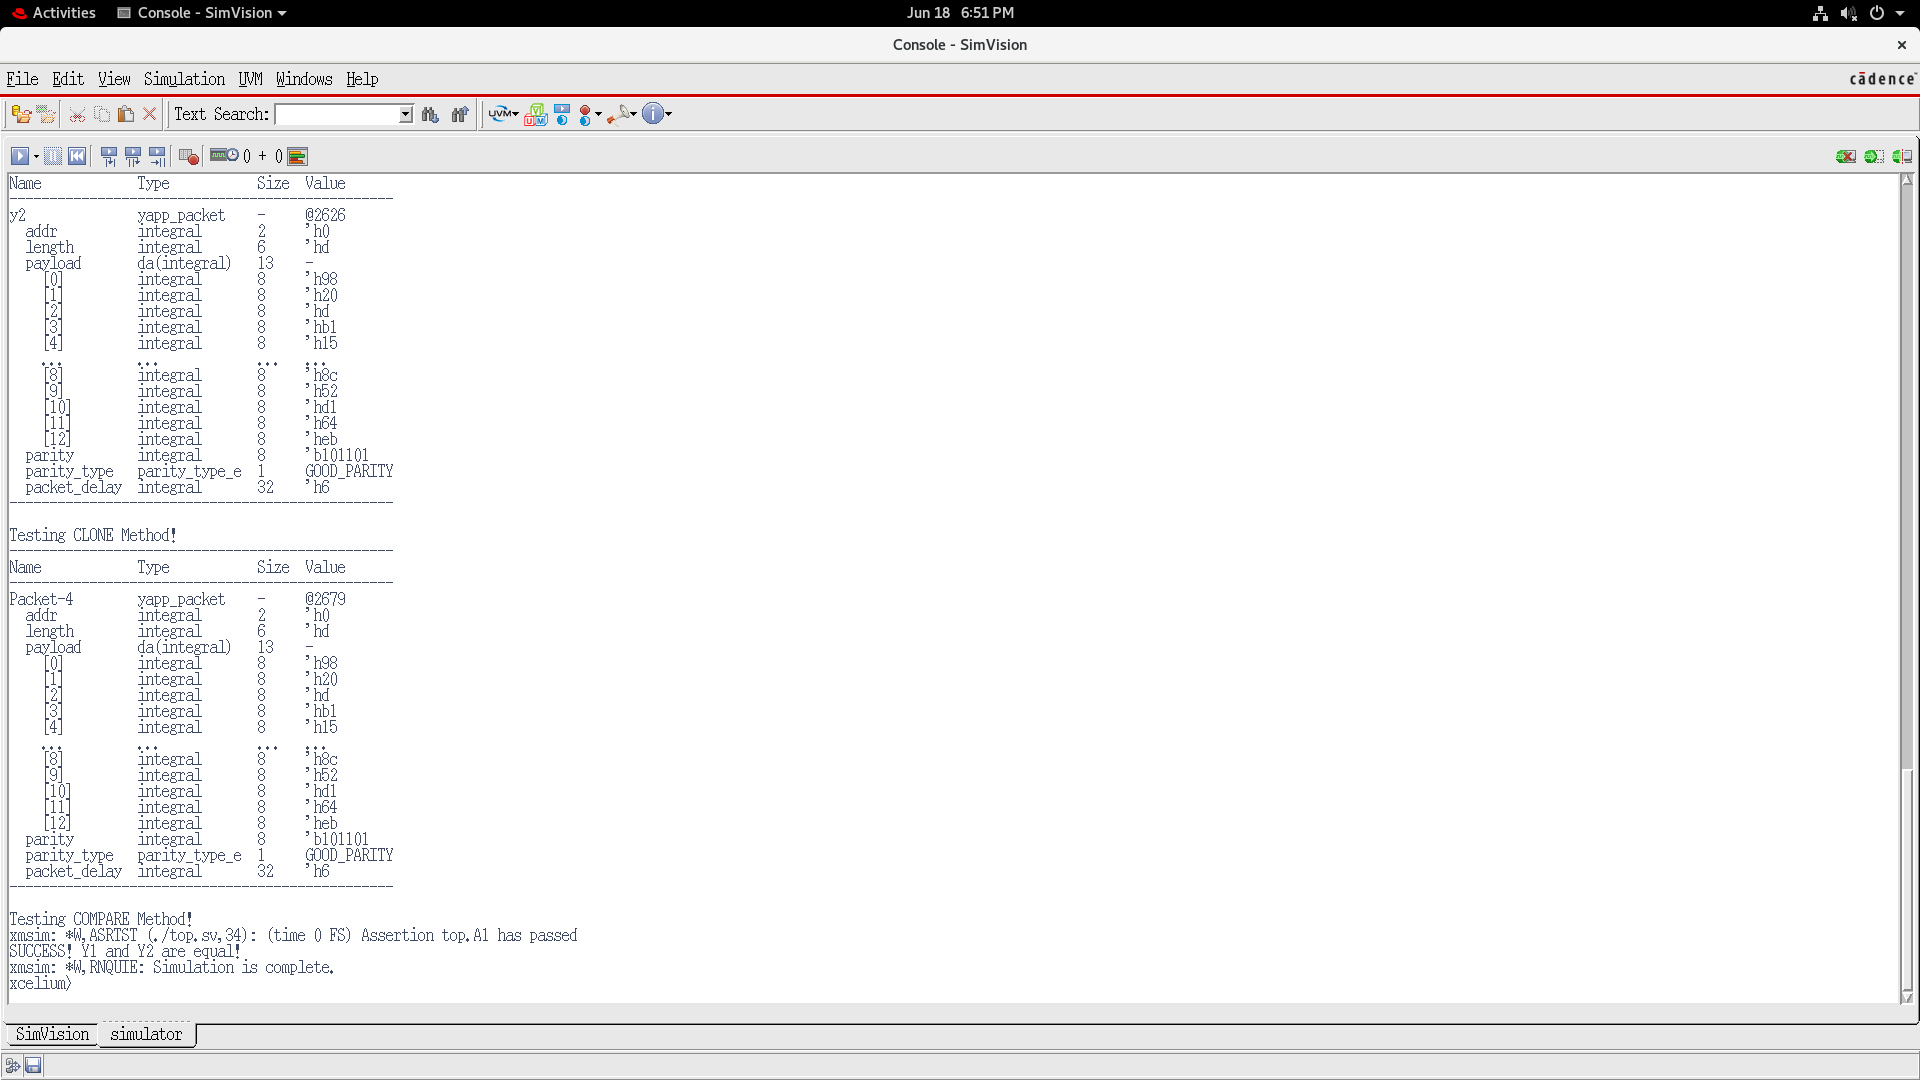 Activities Console - SimVision Jun 18 6:51 PM
Console - SimVision
File Edit View Simulation UVM Windows Help cādence
Text Search: UVM
0 + 0
Name Type Size Value
------------------------------------------------
y2 yapp_packet - @2626
addr integral 2 'h0
length integral 6 'hd
payload da(integral) 13 -
[0] integral 8 'h98
[1] integral 8 'h20
[2] integral 8 'hd
[3] integral 8 'hb1
[4] integral 8 'h15
... ... ... ...
[8] integral 8 'h8c
[9] integral 8 'h52
[10] integral 8 'hd1
[11] integral 8 'h64
[12] integral 8 'heb
parity integral 8 'b101101
parity_type parity_type_e 1 GOOD_PARITY
packet_delay integral 32 'h6
------------------------------------------------
Testing CLONE Method!
------------------------------------------------
Name Type Size Value
------------------------------------------------
Packet-4 yapp_packet - @2679
addr integral 2 'h0
length integral 6 'hd
payload da(integral) 13 -
[0] integral 8 'h98
[1] integral 8 'h20
[2] integral 8 'hd
[3] integral 8 'hb1
[4] integral 8 'h15
... ... ... ...
[8] integral 8 'h8c
[9] integral 8 'h52
[10] integral 8 'hd1
[11] integral 8 'h64
[12] integral 8 'heb
parity integral 8 'b101101
parity_type parity_type_e 1 GOOD_PARITY
packet_delay integral 32 'h6
------------------------------------------------
Testing COMPARE Method!
xmsim: *W,ASRTST (./top.sv,34): (time 0 FS) Assertion top.A1 has passed
SUCCESS! Y1 and Y2 are equal!
xmsim: *W,RNQUIE: Simulation is complete.
xcelium>
SimVision simulator